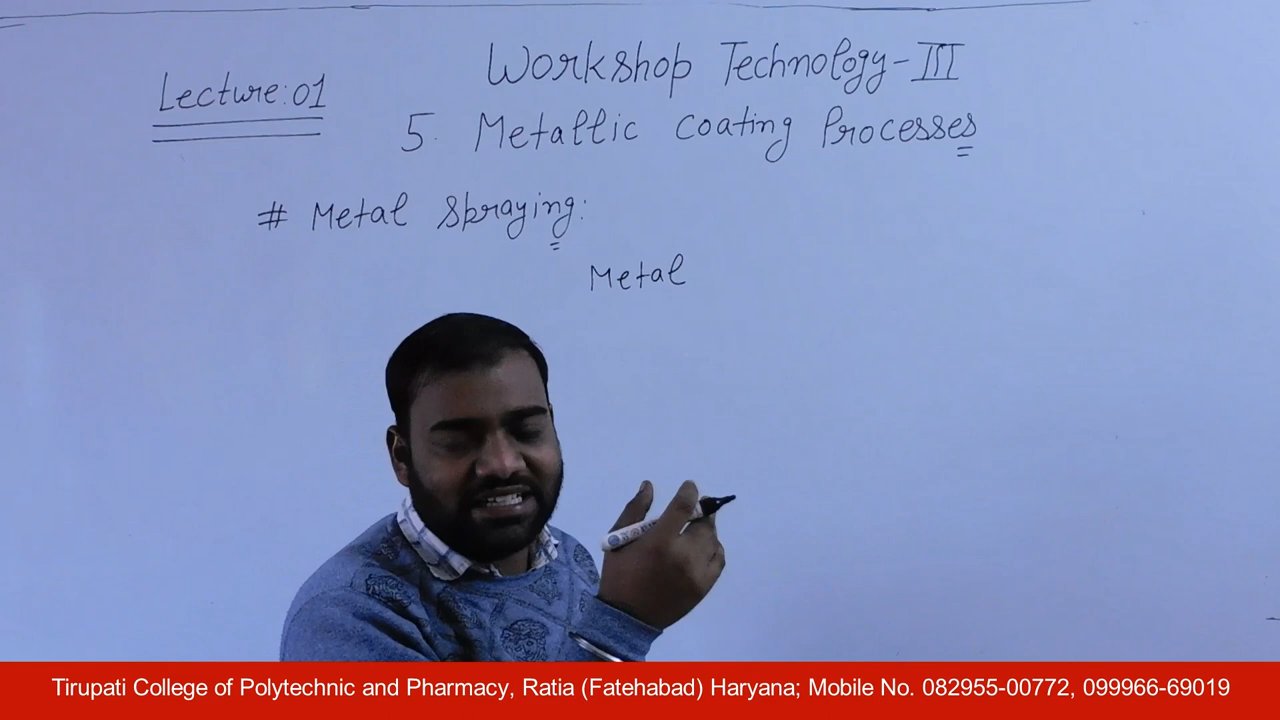 Workshop Technology-III
Lecture:01
5. Metallic Coating Processes
# Metal Spraying:
Metal
Tirupati College of Polytechnic and Pharmacy, Ratia (Fatehabad) Haryana; Mobile No. 082955-00772, 099966-69019